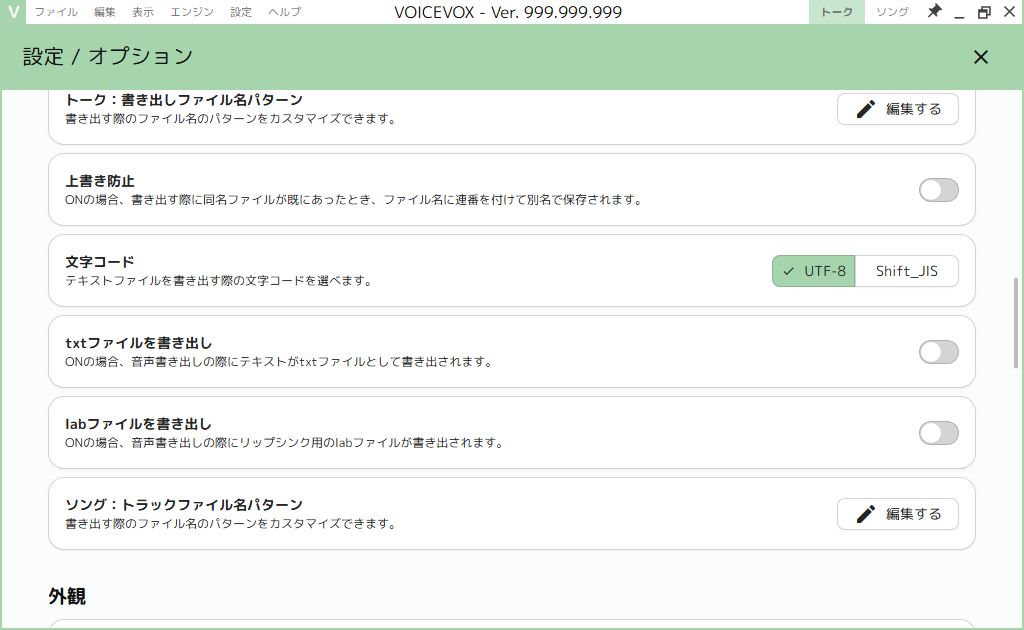 V ファイル 編集 表示 エンジン 設定 ヘルプ VOICEVOX - Ver. 999.999.999 トーク ソング
設定 / オプション
トーク：書き出しファイル名パターン
書き出す際のファイル名のパターンをカスタマイズできます。
編集する
上書き防止
ONの場合、書き出す際に同名ファイルが既にあったとき、ファイル名に連番を付けて別名で保存されます。
文字コード
テキストファイルを書き出す際の文字コードを選べます。
UTF-8 Shift_JIS
txtファイルを書き出し
ONの場合、音声書き出しの際にテキストがtxtファイルとして書き出されます。
labファイルを書き出し
ONの場合、音声書き出しの際にリップシンク用のlabファイルが書き出されます。
ソング：トラックファイル名パターン
書き出す際のファイル名のパターンをカスタマイズできます。
編集する
外観